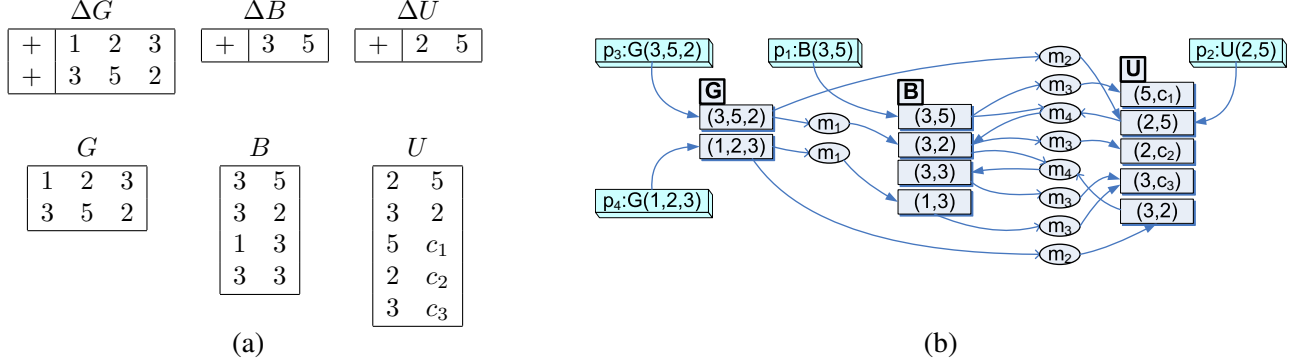 ΔG ΔB ΔU
+ 1 2 3
+ 3 5 2
+ 3 5
+ 2 5
G
1 2 3
3 5 2
B
3 5
3 2
1 3
3 3
U
2 5
3 2
5 c₁
2 c₂
3 c₃
(a)
p₃:G(3,5,2)
p₁:B(3,5)
p₂:U(2,5)
p₄:G(1,2,3)
G
(3,5,2)
(1,2,3)
m₁
m₁
B
(3,5)
(3,2)
(3,3)
(1,3)
m₂
m₃
m₄
m₃
m₄
m₃
m₃
m₂
U
(5,c₁)
(2,5)
(2,c₂)
(3,c₃)
(3,2)
(b)